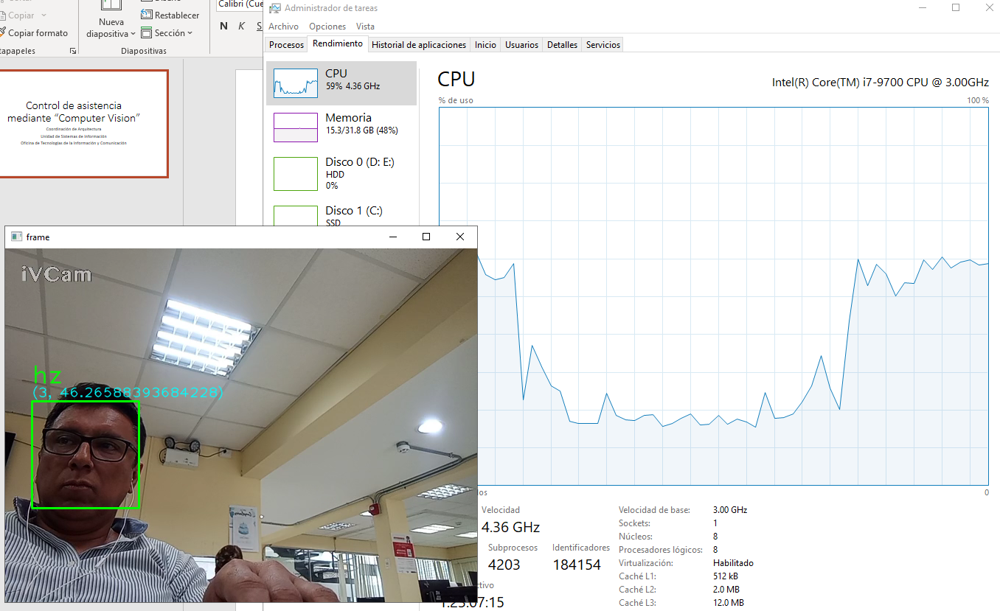 Cortar
Copiar
Copiar formato
Nueva
diapositiva
Diseño
Restablecer
Sección
Diapositivas
Calibri (Cue
N K S
Control de asistencia
mediante “Computer Vision”
Coordinación de Arquitectura
Unidad de Sistemas de Información
Oficina de Tecnologías de la Información y Comunicación
Administrador de tareas
Archivo Opciones Vista
Procesos Rendimiento Historial de aplicaciones Inicio Usuarios Detalles Servicios
CPU
59% 4.36 GHz
Memoria
15.3/31.8 GB (48%)
Disco 0 (D: E:)
HDD
0%
Disco 1 (C:)
SSD
CPU
Intel(R) Core(TM) i7-9700 CPU @ 3.00GHz
% de uso
100 %
0
Velocidad
4.36 GHz
Subprocesos Identificadores
4203 184154
1:23:07:15
Velocidad de base: 3.00 GHz
Sockets: 1
Núcleos: 8
Procesadores lógicos: 8
Virtualización: Habilitado
Caché L1: 512 kB
Caché L2: 2.0 MB
Caché L3: 12.0 MB
frame
iVCam
hz
(3, 46.26588393684228)